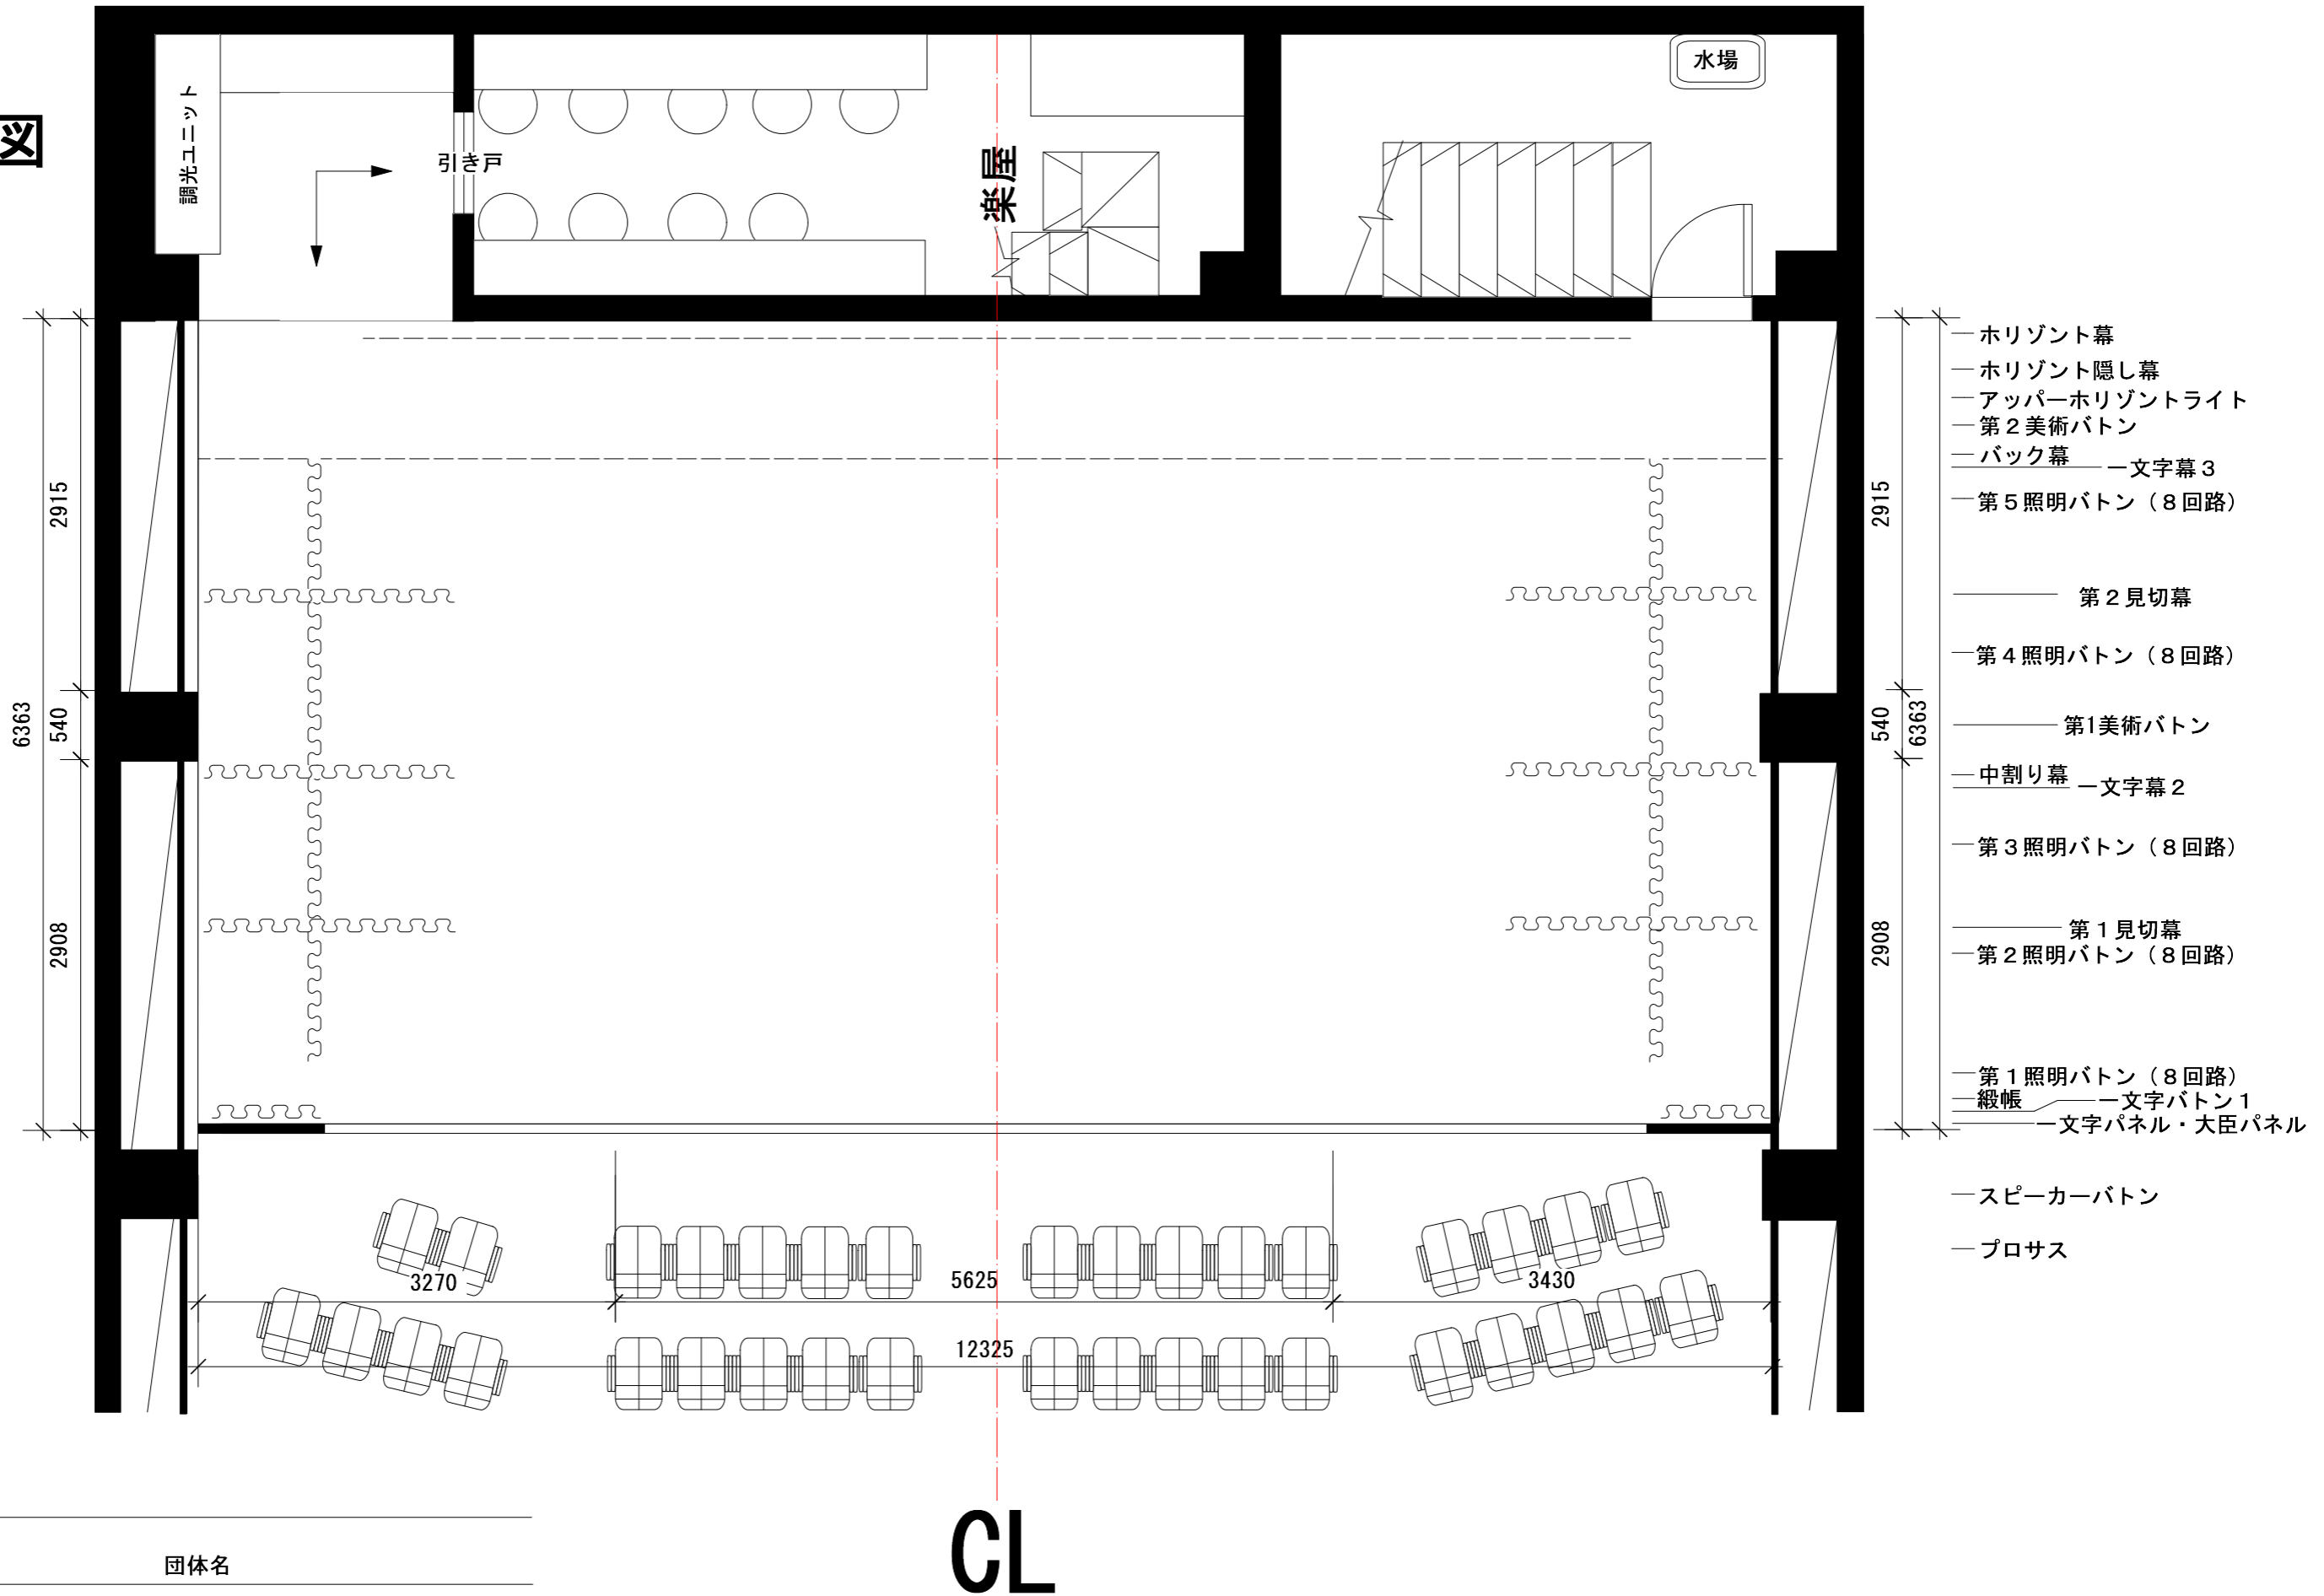 図
調光ユニット
引き戸
楽屋
水場
ホリゾント幕
ホリゾント隠し幕
アッパーホリゾントライト
第２美術バトン
バック幕
一文字幕３
第５照明バトン（８回路）
第２見切幕
第４照明バトン（８回路）
第1美術バトン
中割り幕
一文字幕２
第３照明バトン（８回路）
第１見切幕
第２照明バトン（８回路）
第１照明バトン（８回路）
緞帳
一文字バトン１
一文字パネル・大臣パネル
スピーカーバトン
プロサス
2915
540
6363
2908
2915
540
6363
2908
3270
5625
3430
12325
CL
団体名